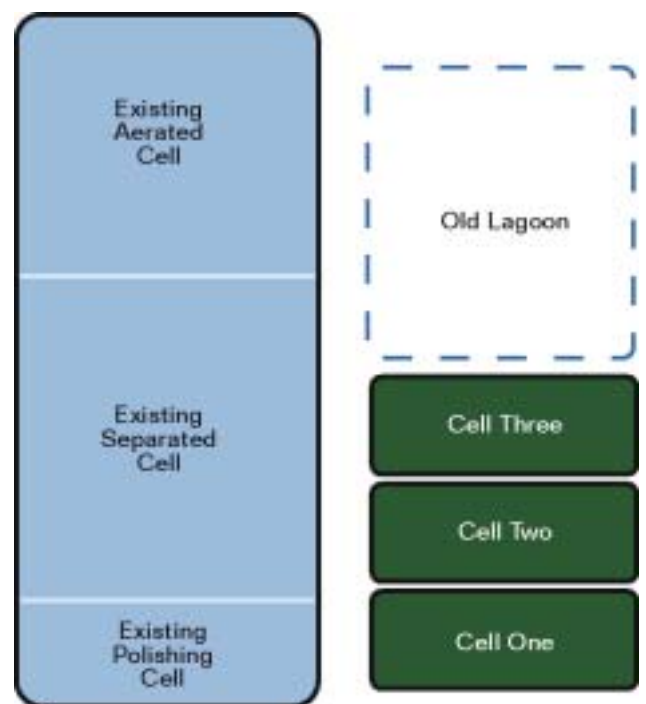 Existing
Aerated
Cell
Existing
Separated
Cell
Existing
Polishing
Cell
Old Lagoon
Cell Three
Cell Two
Cell One